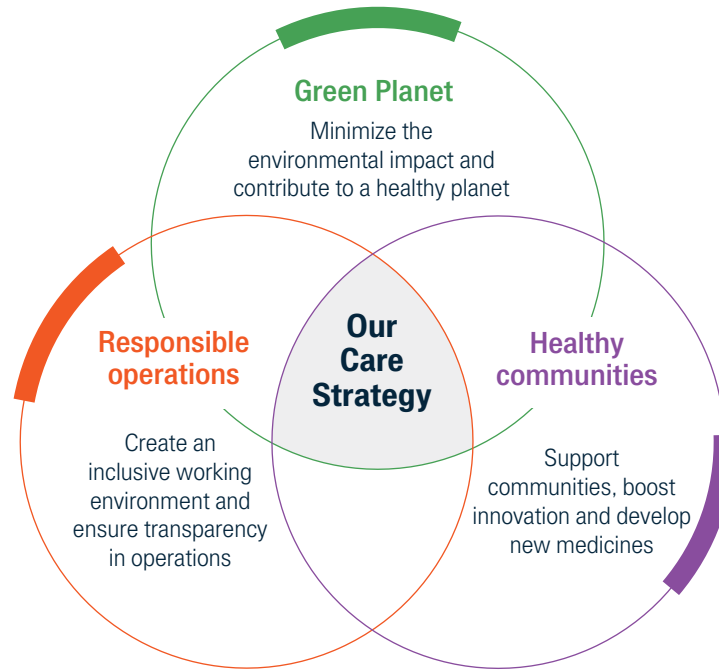 Green Planet
Minimize the
environmental impact and
contribute to a healthy planet
Responsible
operations
Create an
inclusive working
environment and
ensure transparency
in operations
Our
Care
Strategy
Healthy
communities
Support
communities, boost
innovation and develop
new medicines